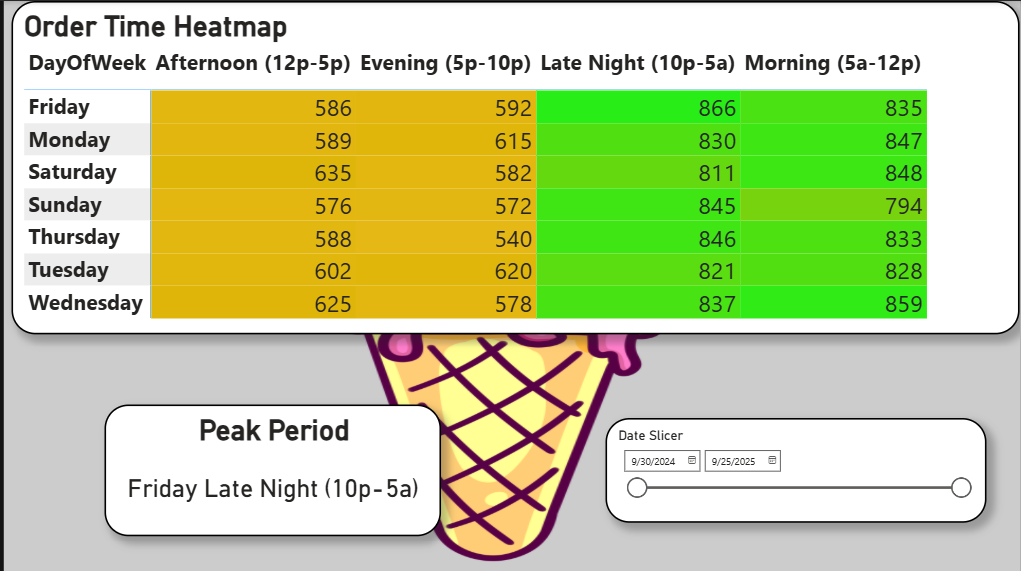 Order Time Heatmap
DayOfWeek Afternoon (12p-5p) Evening (5p-10p) Late Night (10p-5a) Morning (5a-12p)
Friday 586 592 866 835
Monday 589 615 830 847
Saturday 635 582 811 848
Sunday 576 572 845 794
Thursday 588 540 846 833
Tuesday 602 620 821 828
Wednesday 625 578 837 859
Peak Period
Friday Late Night (10p-5a)
Date Slicer
9/30/2024 9/25/2025